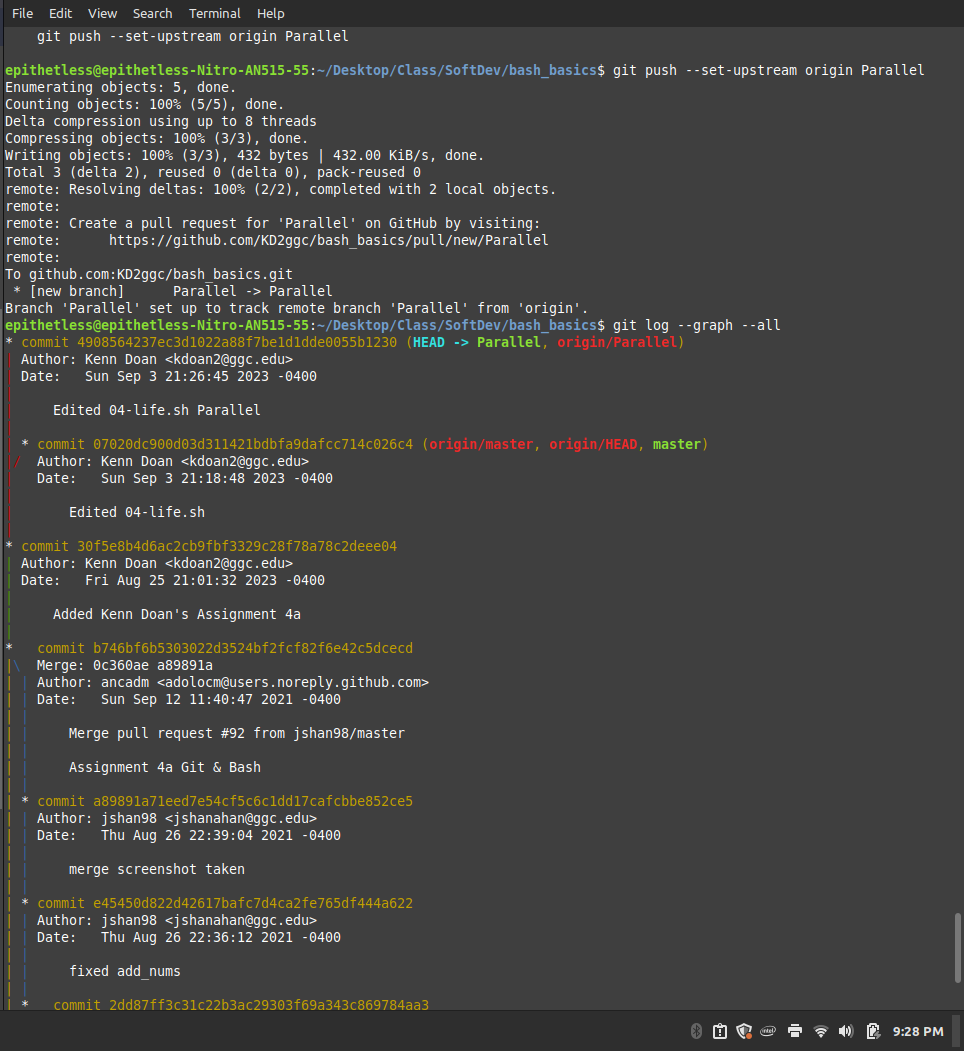 File Edit View Search Terminal Help
git push --set-upstream origin Parallel
epithetless@epithetless-Nitro-AN515-55:~/Desktop/Class/SoftDev/bash_basics$ git push --set-upstream origin Parallel
Enumerating objects: 5, done.
Counting objects: 100% (5/5), done.
Delta compression using up to 8 threads
Compressing objects: 100% (3/3), done.
Writing objects: 100% (3/3), 432 bytes | 432.00 KiB/s, done.
Total 3 (delta 2), reused 0 (delta 0), pack-reused 0
remote: Resolving deltas: 100% (2/2), completed with 2 local objects.
remote:
remote: Create a pull request for 'Parallel' on GitHub by visiting:
remote:      https://github.com/KD2ggc/bash_basics/pull/new/Parallel
remote:
To github.com:KD2ggc/bash_basics.git
 * [new branch]      Parallel -> Parallel
Branch 'Parallel' set up to track remote branch 'Parallel' from 'origin'.
epithetless@epithetless-Nitro-AN515-55:~/Desktop/Class/SoftDev/bash_basics$ git log --graph --all
* commit 4908564237ec3d1022a88f7be1d1dde0055b1230 (HEAD -> Parallel, origin/Parallel)
| Author: Kenn Doan <kdoan2@ggc.edu>
| Date:   Sun Sep 3 21:26:45 2023 -0400
|
|     Edited 04-life.sh Parallel
|
| * commit 07020dc900d03d311421bdbfa9dafcc714c026c4 (origin/master, origin/HEAD, master)
|/  Author: Kenn Doan <kdoan2@ggc.edu>
|   Date:   Sun Sep 3 21:18:48 2023 -0400
|
|       Edited 04-life.sh
|
* commit 30f5e8b4d6ac2cb9fbf3329c28f78a78c2deee04
| Author: Kenn Doan <kdoan2@ggc.edu>
| Date:   Fri Aug 25 21:01:32 2023 -0400
|
|     Added Kenn Doan's Assignment 4a
|
*   commit b746bf6b5303022d3524bf2fcf82f6e42c5dcecd
|\  Merge: 0c360ae a89891a
| | Author: ancadm <adolocm@users.noreply.github.com>
| | Date:   Sun Sep 12 11:40:47 2021 -0400
| |
| |     Merge pull request #92 from jshan98/master
| |
| |     Assignment 4a Git & Bash
| |
| * commit a89891a71eed7e54cf5c6c1dd17cafcbbe852ce5
| | Author: jshan98 <jshanahan@ggc.edu>
| | Date:   Thu Aug 26 22:39:04 2021 -0400
| |
| |     merge screenshot taken
| |
| * commit e45450d822d42617bafc7d4ca2fe765df444a622
| | Author: jshan98 <jshanahan@ggc.edu>
| | Date:   Thu Aug 26 22:36:12 2021 -0400
| |
| |     fixed add_nums
| |
| *   commit 2dd87ff3c31c22b3ac29303f69a343c869784aa3
intel
9:28 PM